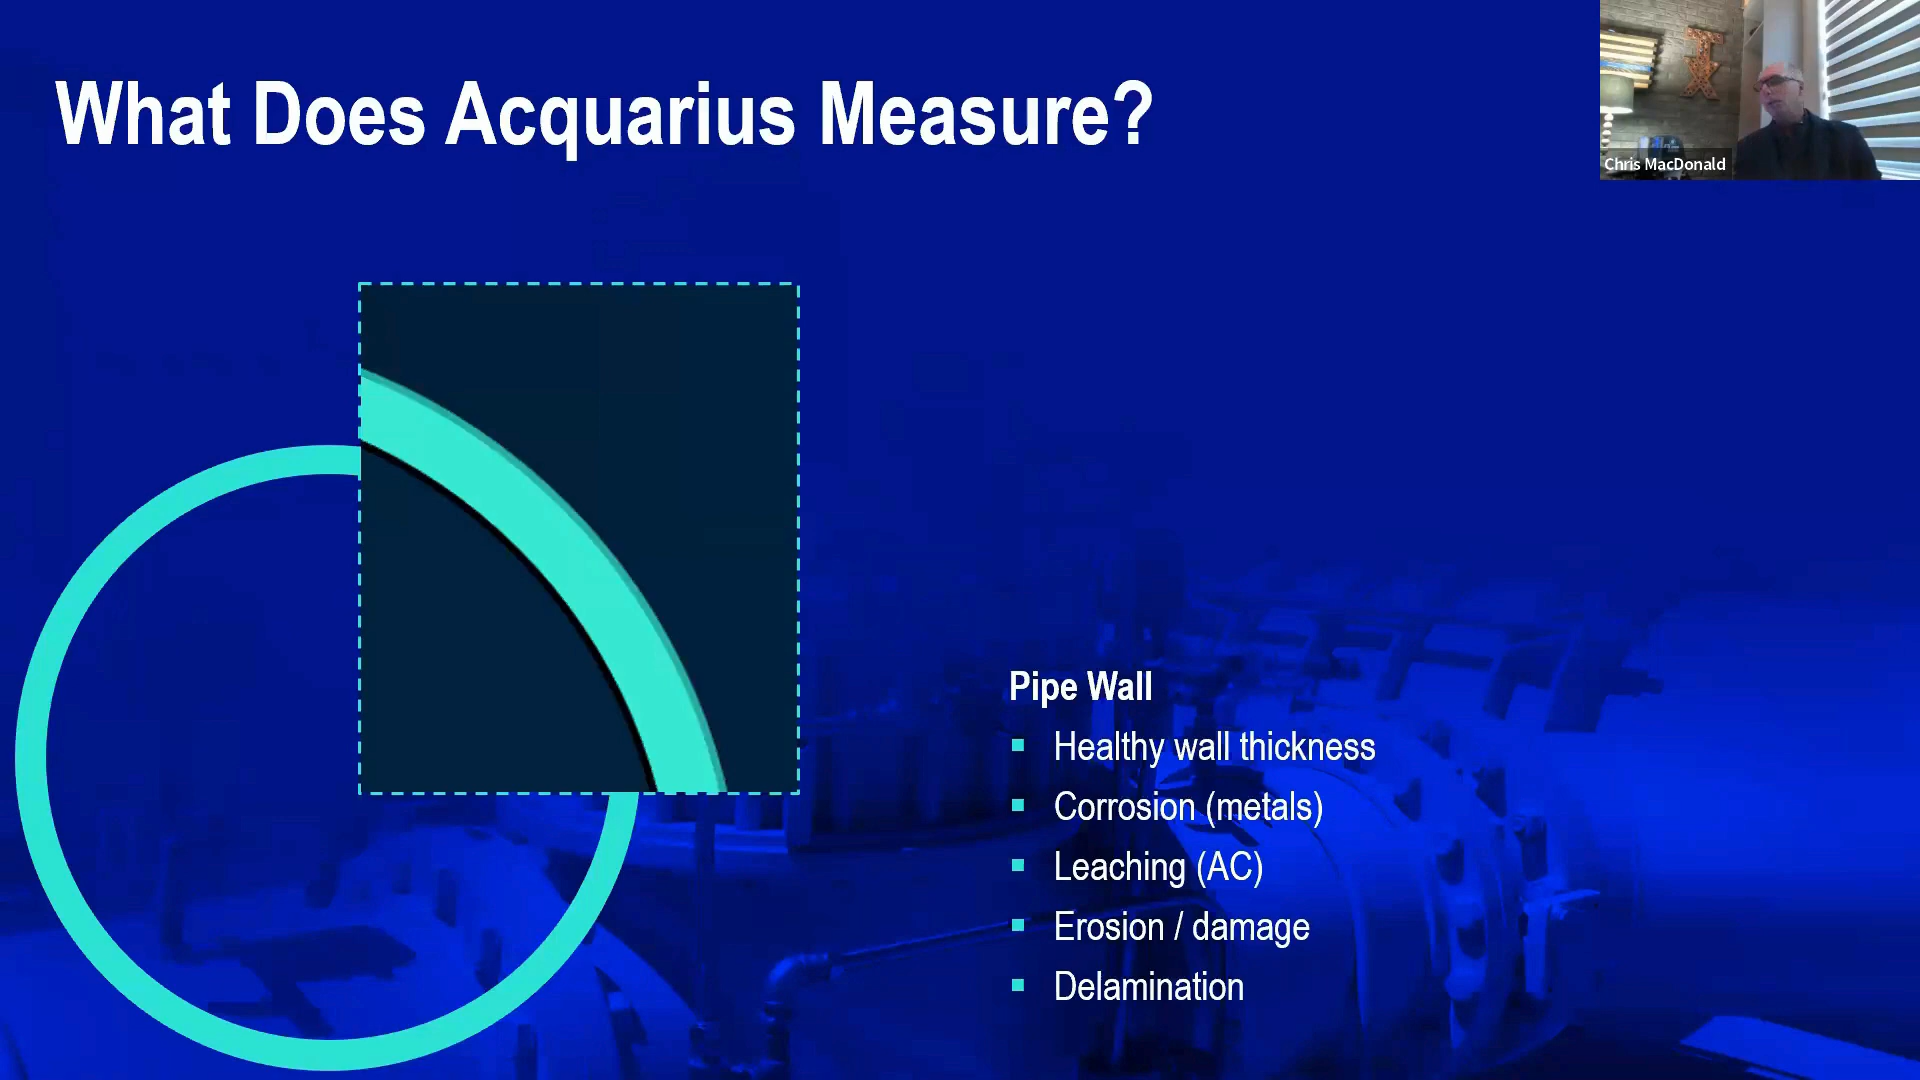 What Does Acquarius Measure?
Chris MacDonald
Pipe Wall
Healthy wall thickness
Corrosion (metals)
Leaching (AC)
Erosion / damage
Delamination